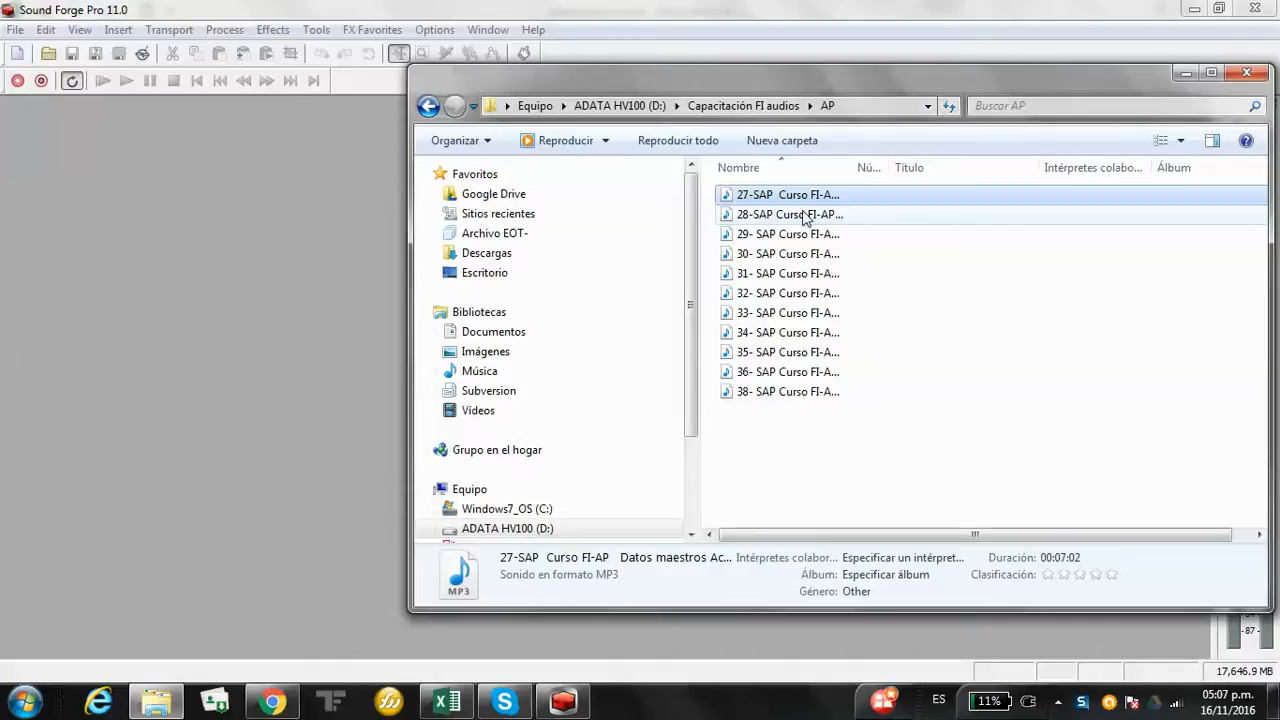 Sound Forge Pro 11.0
File Edit View Insert Transport Process Effects Tools FX Favorites Options Window Help
Equipo ADATA HV100 (D:) Capacitación FI audios AP
Buscar AP
Organizar Reproducir Reproducir todo Nueva carpeta
Nombre Nú... Título Intérpretes colabo... Álbum
Favoritos
Google Drive
Sitios recientes
Archivo EOT-
Descargas
Escritorio
Bibliotecas
Documentos
Imágenes
Música
Subversion
Vídeos
Grupo en el hogar
Equipo
Windows7_OS (C:)
ADATA HV100 (D:)
27-SAP Curso FI-A...
28-SAP Curso FI-AP...
29- SAP Curso FI-A...
30- SAP Curso FI-A...
31- SAP Curso FI-A...
32- SAP Curso FI-A...
33- SAP Curso FI-A...
34- SAP Curso FI-A...
35- SAP Curso FI-A...
36- SAP Curso FI-A...
38- SAP Curso FI-A...
27-SAP Curso FI-AP Datos maestros Ac... Intérpretes colabor... Especificar un intérpret... Duración: 00:07:02
Sonido en formato MP3 Álbum: Especificar álbum Clasificación:
Género: Other
MP3
-87-
17,646.9 MB
ES
11%
05:07 p.m.
16/11/2016